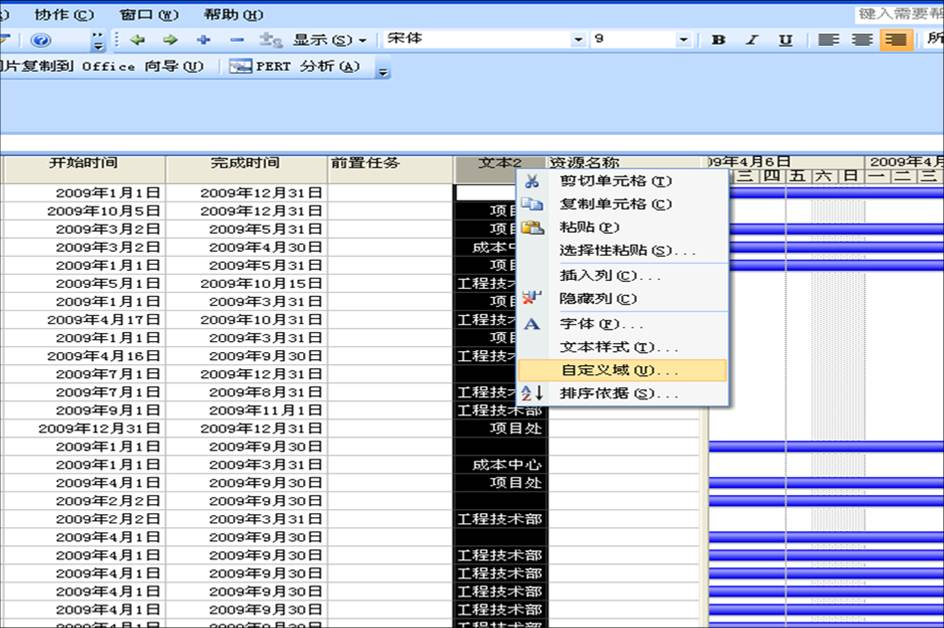 协作(C) 窗口(W) 帮助(H) 键入需要帮
显示(S) 宋体 9 B I U 所
片复制到 Office 向导(U) PERT 分析(A)
开始时间 完成时间 前置任务 文本2 资源名称 09年4月6日 2009年4月
三 四 五 六 日 一 二 三
2009年1月1日 2009年12月31日
2009年10月5日 2009年12月31日 项目
2009年3月2日 2009年5月31日 项目
2009年3月2日 2009年4月30日 成本中
2009年1月1日 2009年5月31日 项目
2009年5月1日 2009年10月15日 工程技术
2009年1月1日 2009年3月31日 项目
2009年4月17日 2009年10月31日 工程技术
2009年1月1日 2009年3月31日 项目
2009年4月16日 2009年9月30日 工程技术
2009年7月1日 2009年12月31日
2009年7月1日 2009年8月31日 工程技术
2009年9月1日 2009年11月1日 工程技术部
2009年12月31日 2009年12月31日 项目处
2009年1月1日 2009年9月30日
2009年1月1日 2009年3月31日 成本中心
2009年4月1日 2009年9月30日 项目处
2009年2月2日 2009年9月30日
2009年2月2日 2009年3月31日 工程技术部
2009年4月1日 2009年9月30日
2009年4月1日 2009年9月30日 工程技术部
2009年4月1日 2009年9月30日 工程技术部
2009年4月1日 2009年9月30日 工程技术部
2009年4月1日 2009年9月30日 工程技术部
2009年4月1日 2009年9月30日 工程技术部
剪切单元格(T)
复制单元格(C)
粘贴(P)
选择性粘贴(S)...
插入列(C)...
隐藏列(C)
字体(F)...
文本样式(T)...
自定义域(U)...
排序依据(S)...